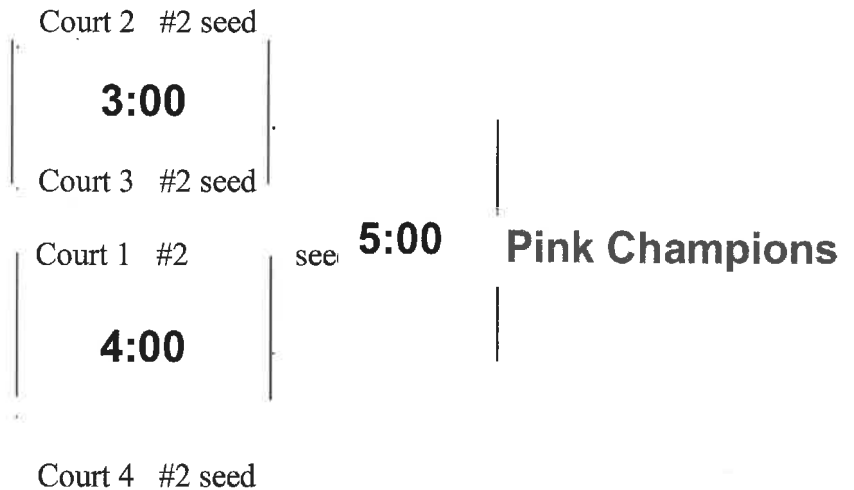 Court 2 #2 seed
3:00
Court 3 #2 seed
Court 1 #2 see
5:00
Pink Champions
4:00
Court 4 #2 seed